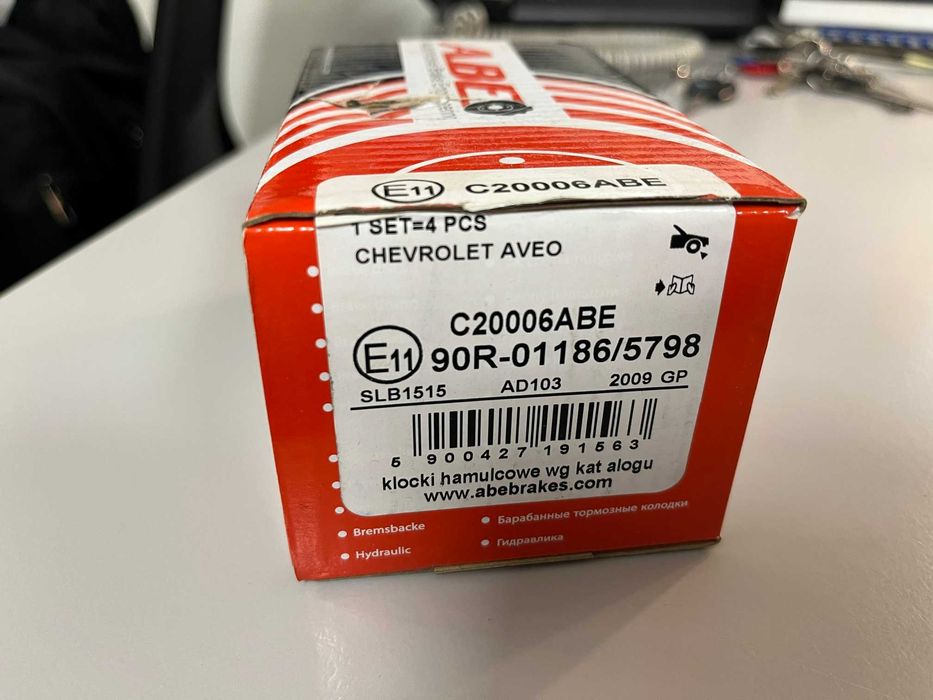 ABE
E11 C20006ABE
1 SET=4 PCS
CHEVROLET AVEO
C20006ABE
E11 90R-01186/5798
SLB1515 AD103 2009 GP
5 900427 191563
klocki hamulcowe wg kat alogu
www.abebrakes.com
Bremsbacke
Барабанные тормозные колодки
Hydraulic
Гидравлика